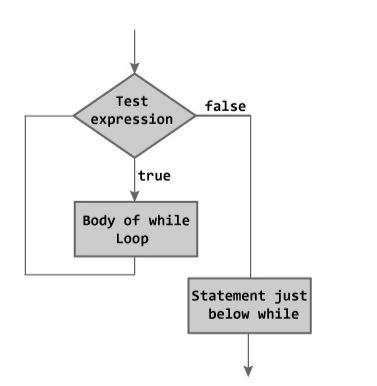 Test
expression
false
true
Body of while
Loop
Statement just
below while